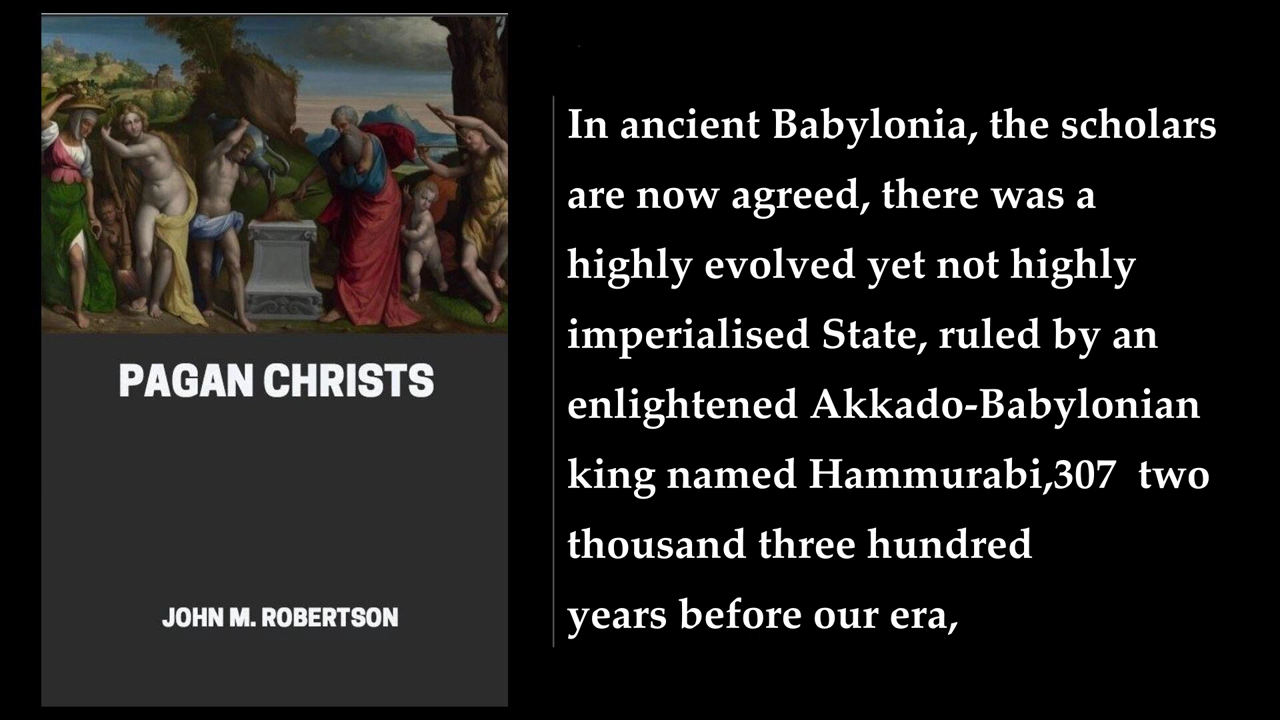 PAGAN CHRISTS
JOHN M. ROBERTSON
In ancient Babylonia, the scholars
are now agreed, there was a
highly evolved yet not highly
imperialised State, ruled by an
enlightened Akkado-Babylonian
king named Hammurabi,307  two
thousand three hundred
years before our era,